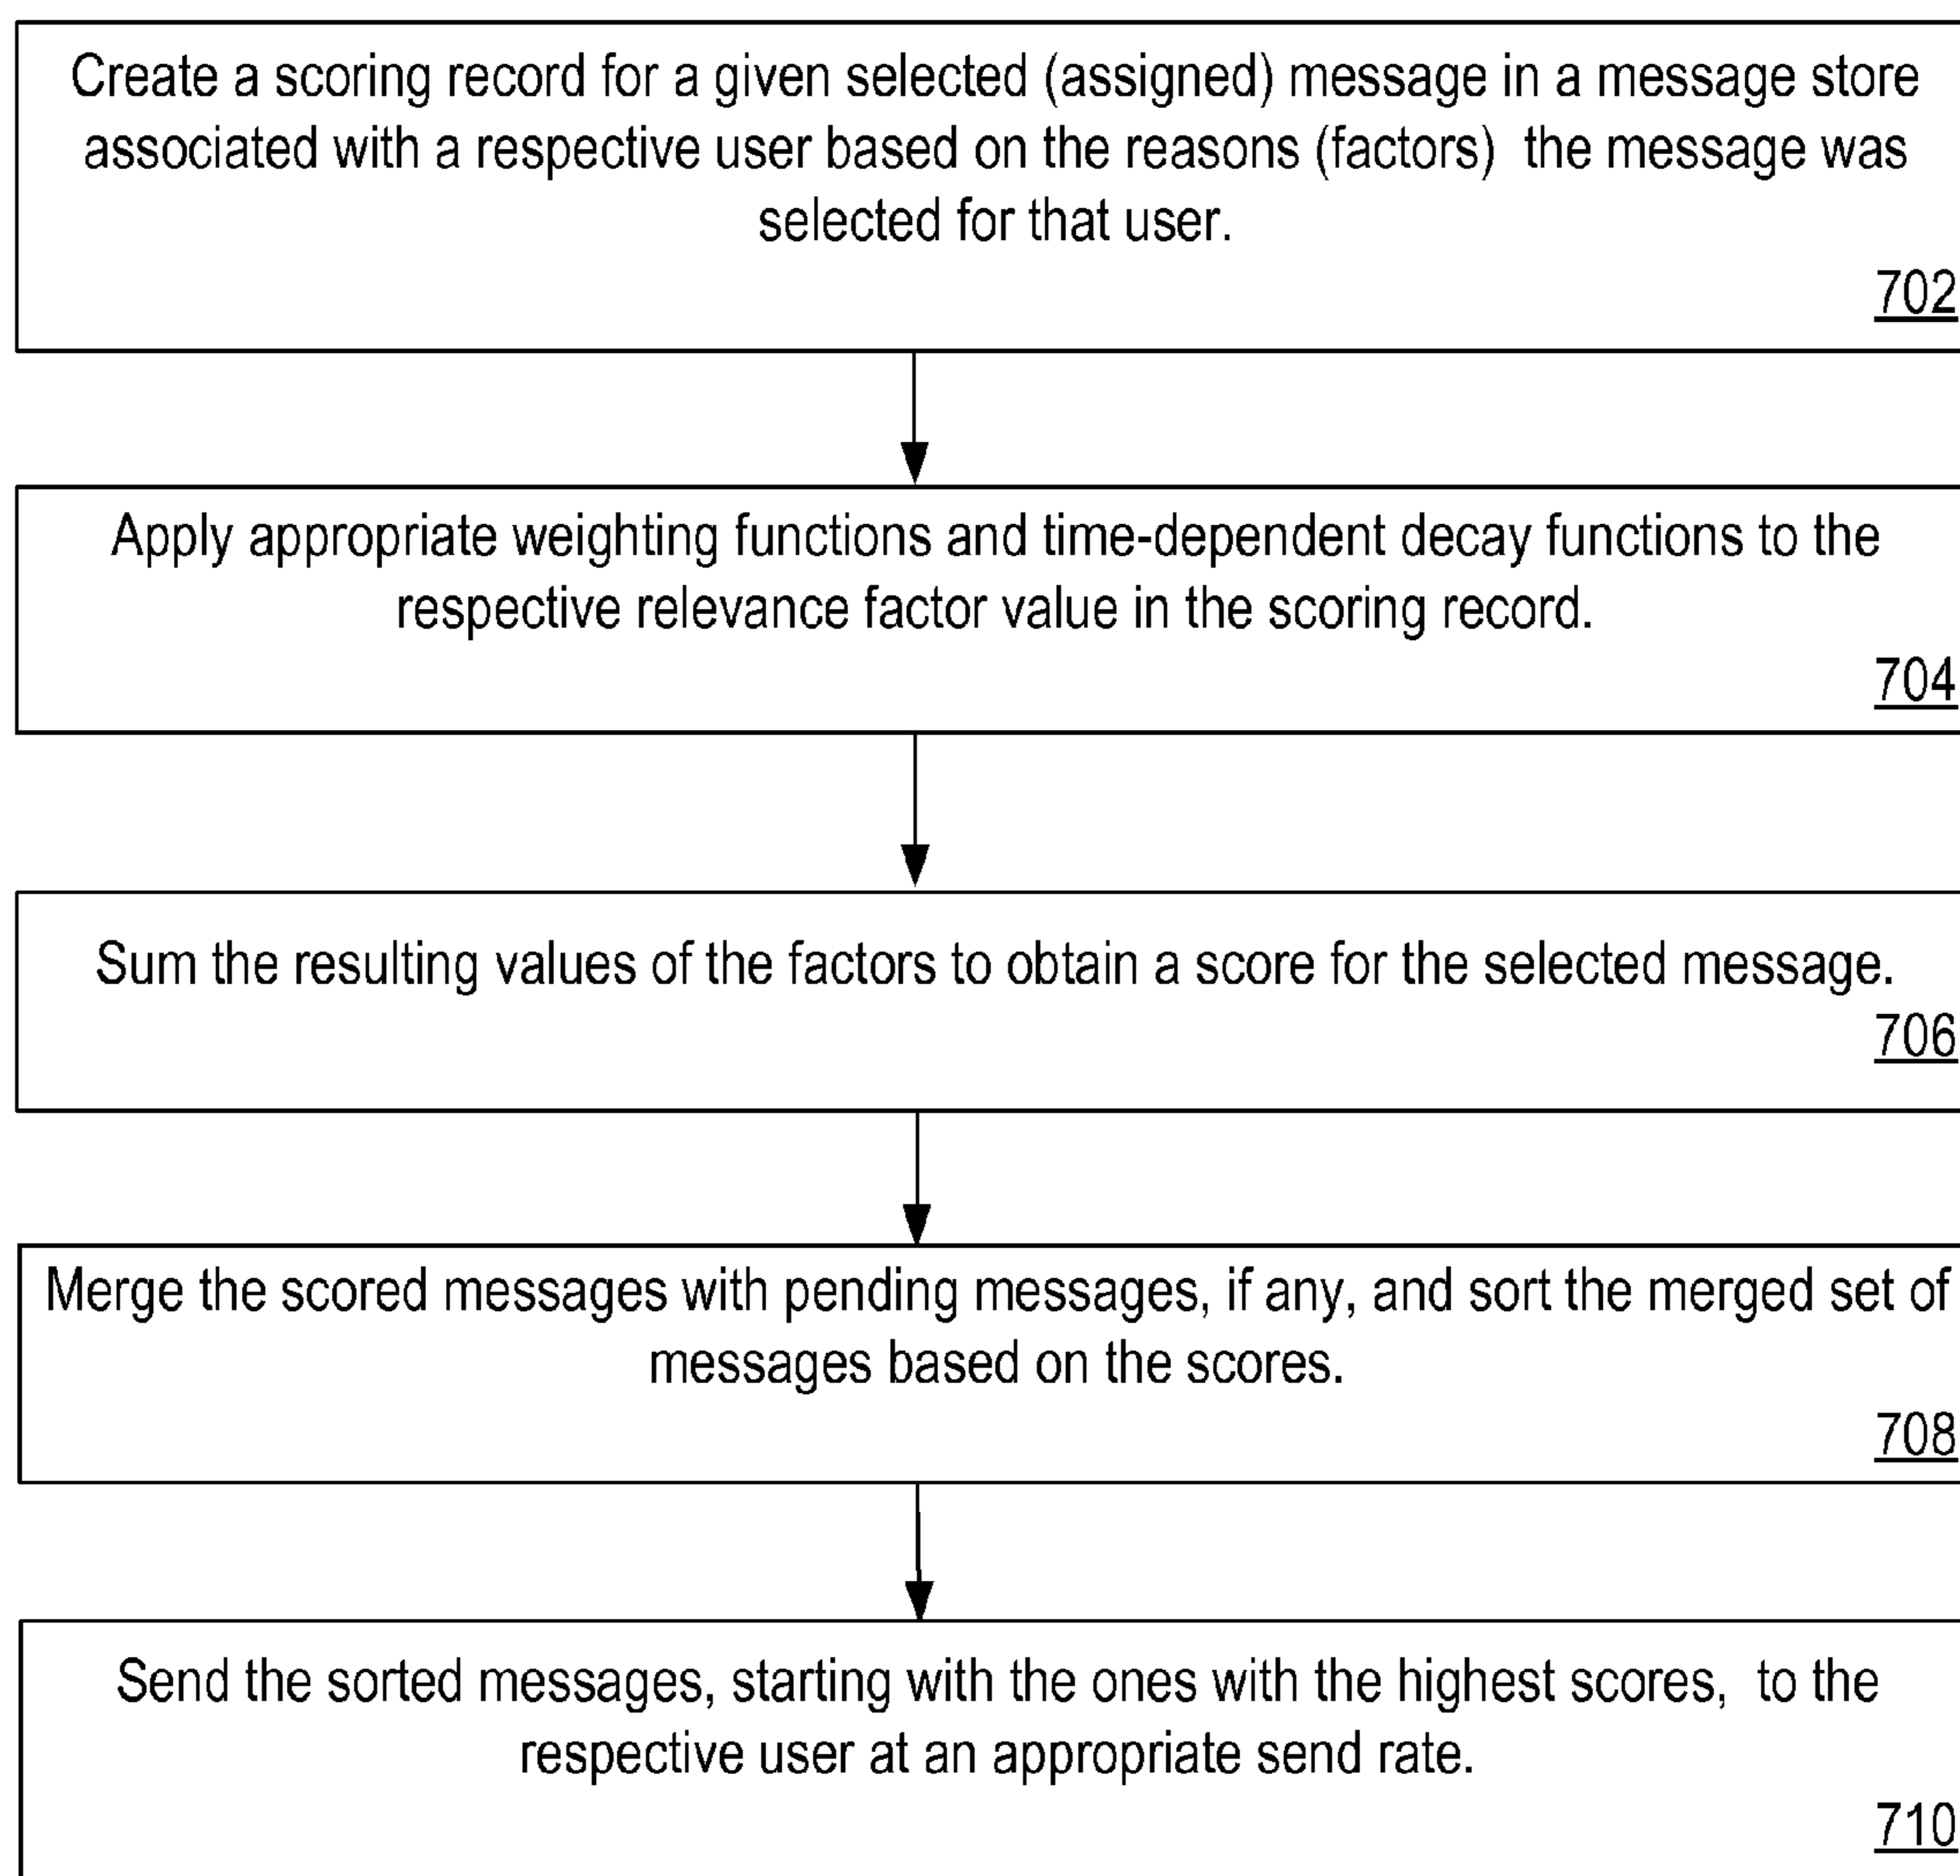 Create a scoring record for a given selected (assigned) message in a message store
associated with a respective user based on the reasons (factors) the message was
selected for that user.
702
Apply appropriate weighting functions and time-dependent decay functions to the
respective relevance factor value in the scoring record.
704
Sum the resulting values of the factors to obtain a score for the selected message.
706
Merge the scored messages with pending messages, if any, and sort the merged set of
messages based on the scores.
708
Send the sorted messages, starting with the ones with the highest scores, to the
respective user at an appropriate send rate.
710